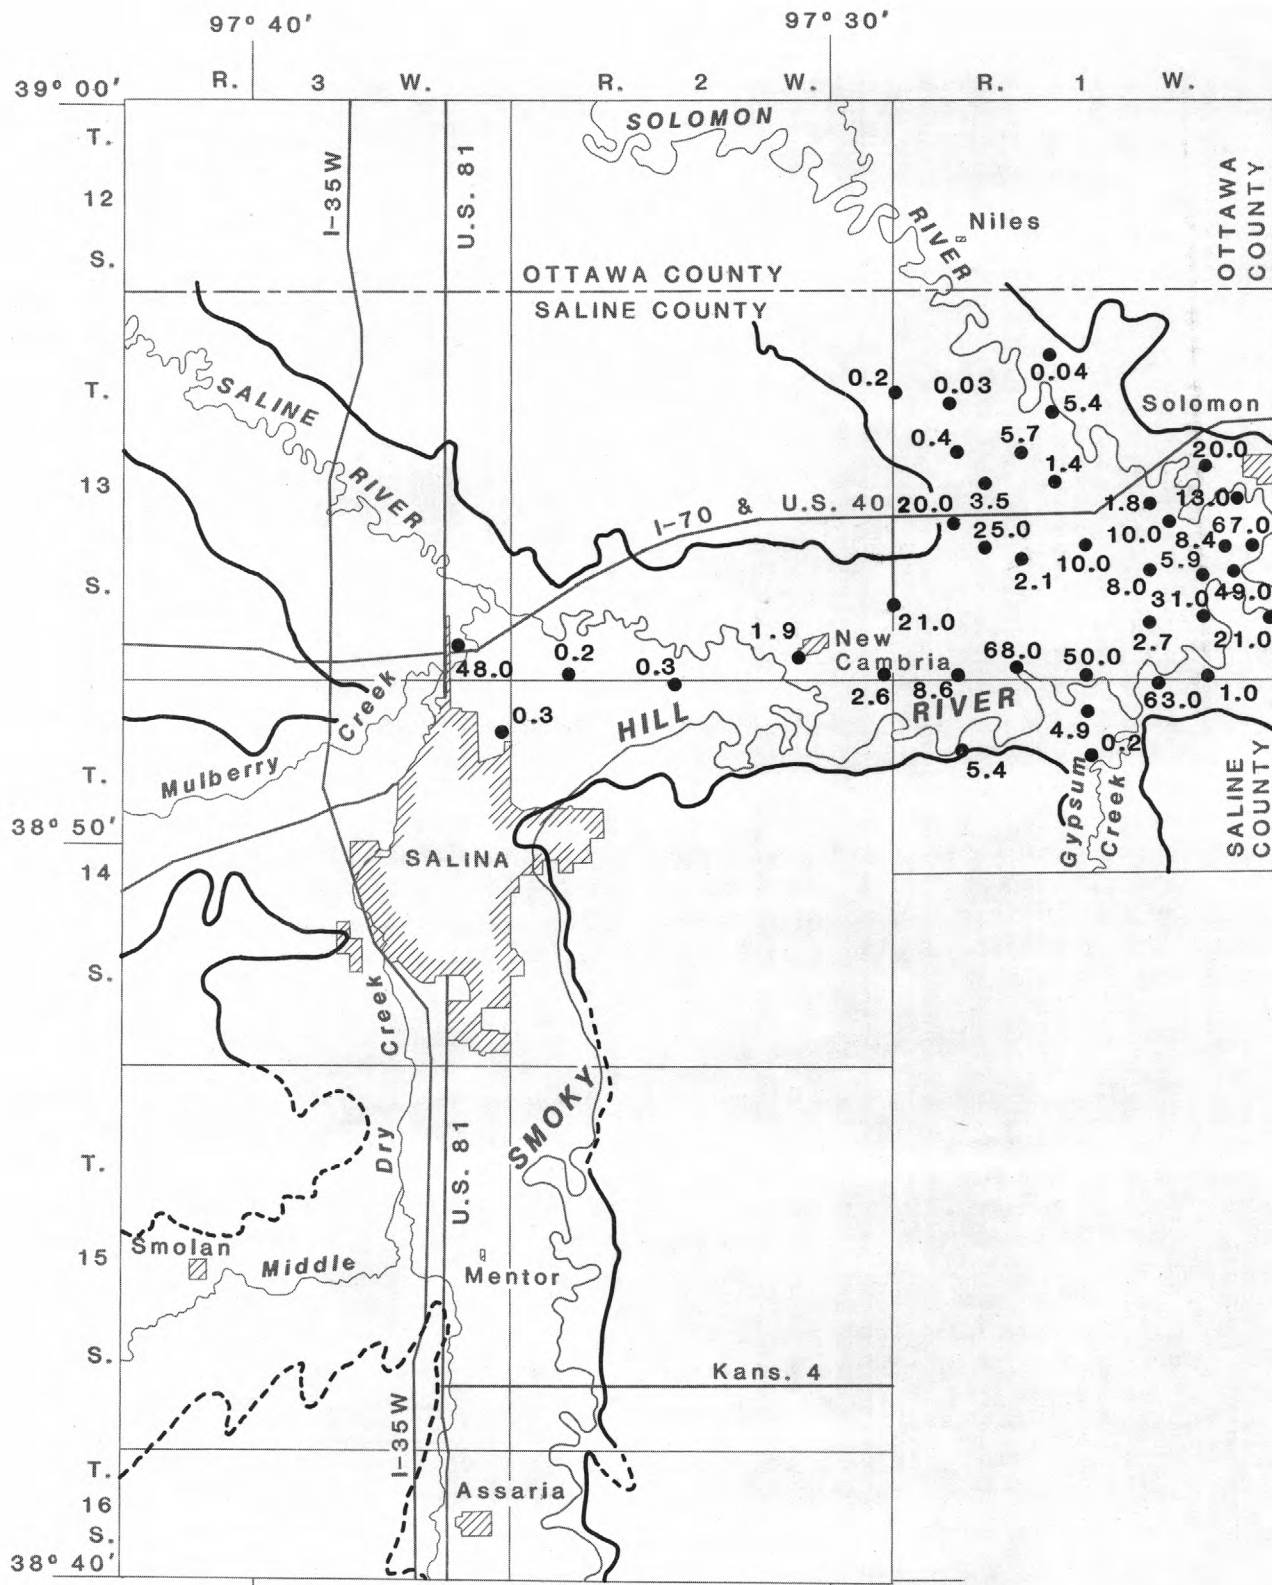 97° 40′
97° 30′
R. 3 W.
R. 2 W.
R. 1 W.
39° 00′
T.
12
S.
I-35W
U.S. 81
SOLOMON
RIVER
Niles
OTTAWA
COUNTY
OTTAWA COUNTY
SALINE COUNTY
T.
13
S.
SALINE
RIVER
0.2
0.03
0.04
5.4
Solomon
0.4
5.7
1.4
20.0
I-70 & U.S. 40
20.0
3.5
1.8
13.0
25.0
10.0
8.4
67.0
2.1
10.0
8.0
5.9
49.0
31.0
21.0
21.0
2.7
1.9
New
Cambria
48.0
0.2
0.3
2.6
8.6
68.0
50.0
63.0
1.0
0.3
HILL
RIVER
4.9
0.2
5.4
Mulberry
Creek
T.
14
S.
38° 50′
SALINA
Gypsum
Creek
SALINE
COUNTY
Dry
Creek
SMOKY
U.S. 81
T.
15
S.
Smolan
Middle
Mentor
Kans. 4
I-35W
T.
16
S.
Assaria
38° 40′